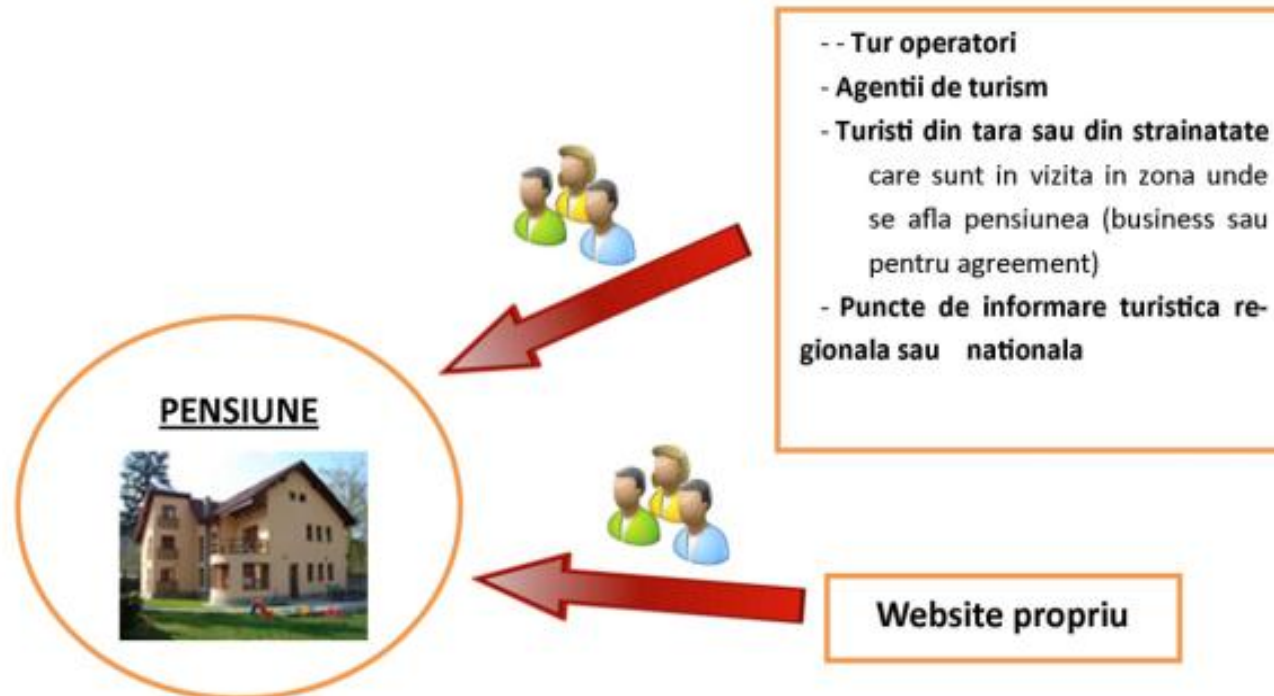 - - Tur operatori
- Agentii de turism
- Turisti din tara sau din strainatate
care sunt in vizita in zona unde
se afla pensiunea (business sau
pentru agreement)
- Puncte de informare turistica re-
gionala sau nationala
PENSIUNE
Website propriu